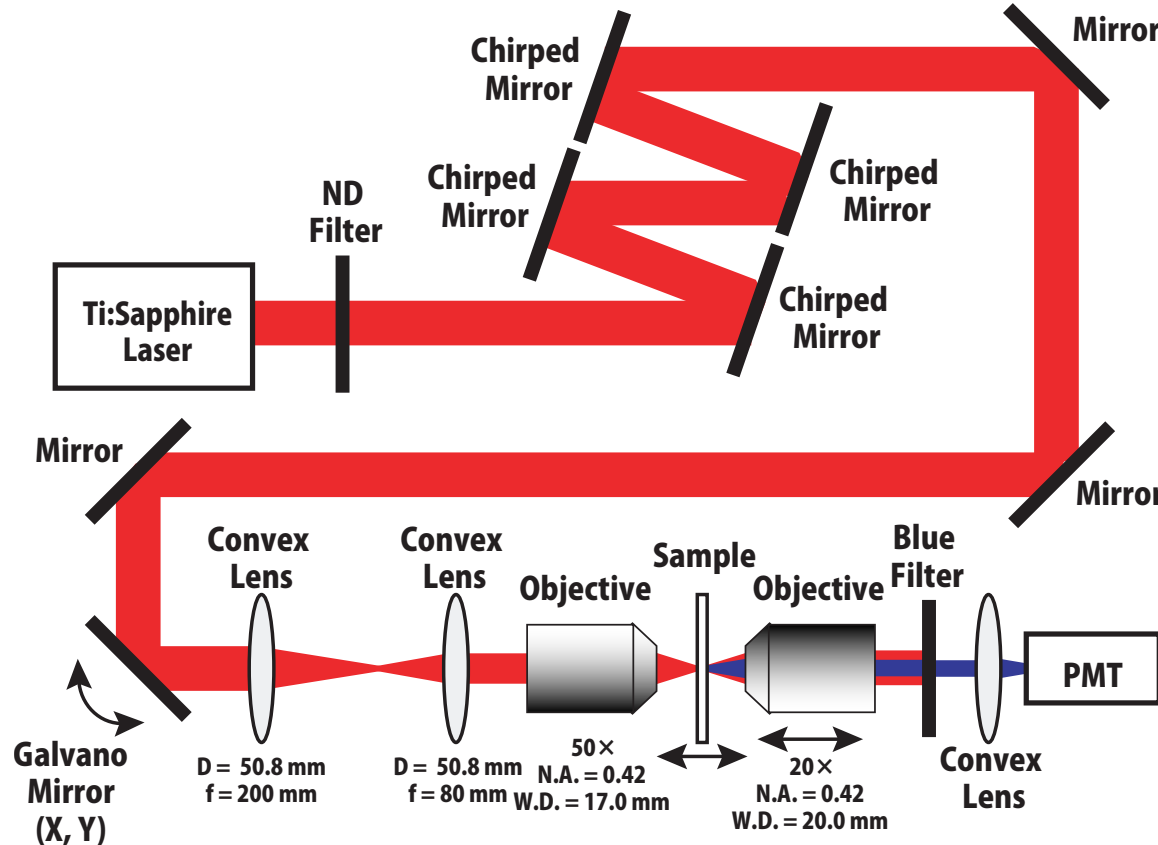 Mirror
Chirped
Mirror
Chirped
Mirror
Chirped
Mirror
ND
Filter
Chirped
Mirror
Ti:Sapphire
Laser
Mirror
Mirror
Convex
Lens
Convex
Lens
Objective
Sample
Objective
Blue
Filter
PMT
Galvano
Mirror
(X, Y)
D = 50.8 mm
f = 200 mm
D = 50.8 mm
f = 80 mm
50×
N.A. = 0.42
W.D. = 17.0 mm
20×
N.A. = 0.42
W.D. = 20.0 mm
Convex
Lens